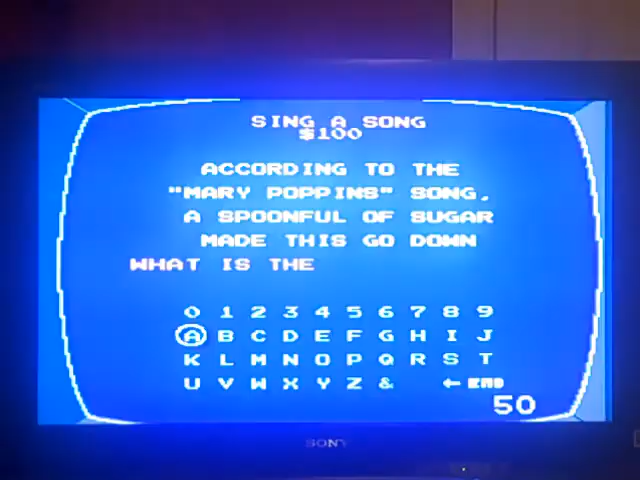 SING A SONG
$100
ACCORDING TO THE
"MARY POPPINS" SONG,
A SPOONFUL OF SUGAR
MADE THIS GO DOWN
WHAT IS THE
0 1 2 3 4 5 6 7 8 9
A B C D E F G H I J
K L M N O P Q R S T
U V W X Y Z & ← END
50
SONY